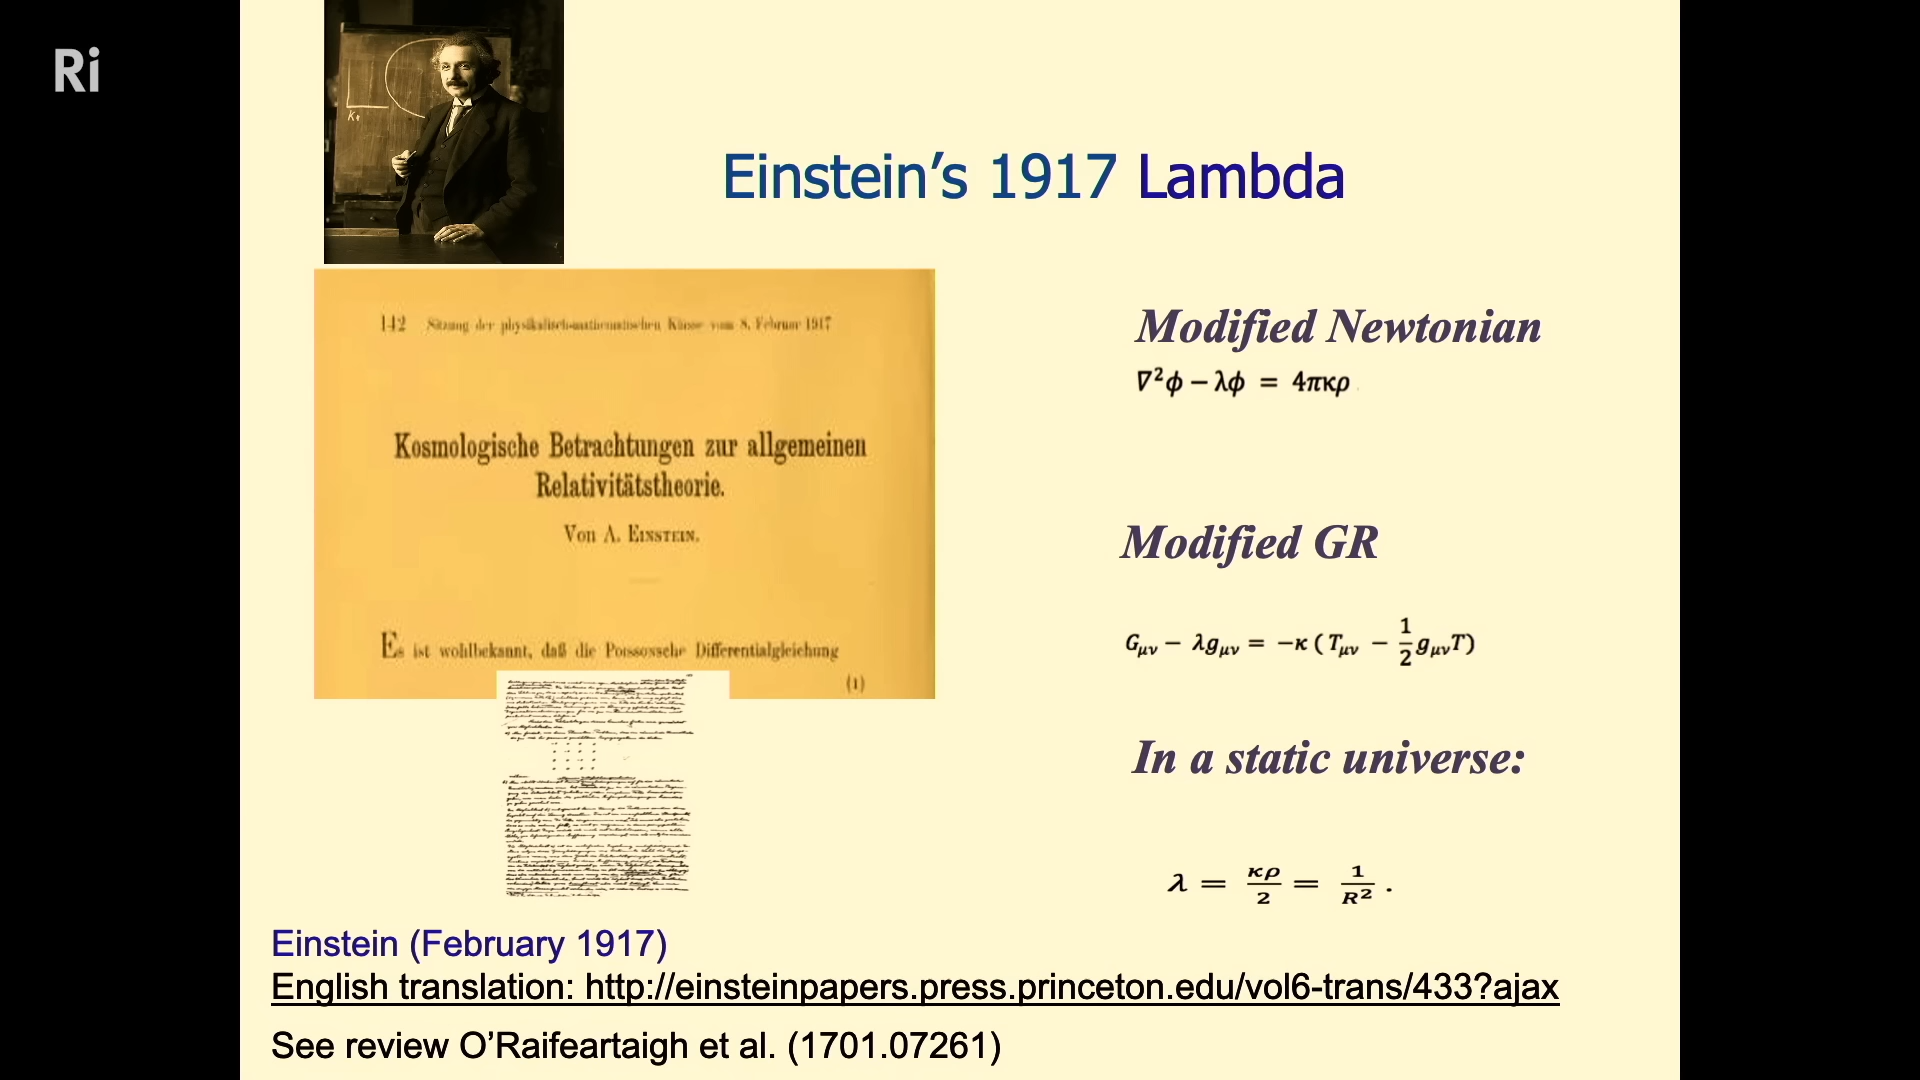 Ri
Einstein’s 1917 Lambda
142 Sitzung der physikalisch-mathematischen Klasse vom 8. Februar 1917
Kosmologische Betrachtungen zur allgemeinen
Relativitätstheorie.
Von A. Einstein.
Es ist wohlbekannt, daß die Poissonsche Differentialgleichung
(1)
Modified Newtonian
∇²ϕ – λϕ = 4πκρ
Modified GR
Gμν – λgμν = –κ (Tμν – 1/2 gμνT)
In a static universe:
λ = κρ/2 = 1/R² .
Einstein (February 1917)
English translation: http://einsteinpapers.press.princeton.edu/vol6-trans/433?ajax
See review O’Raifeartaigh et al. (1701.07261)